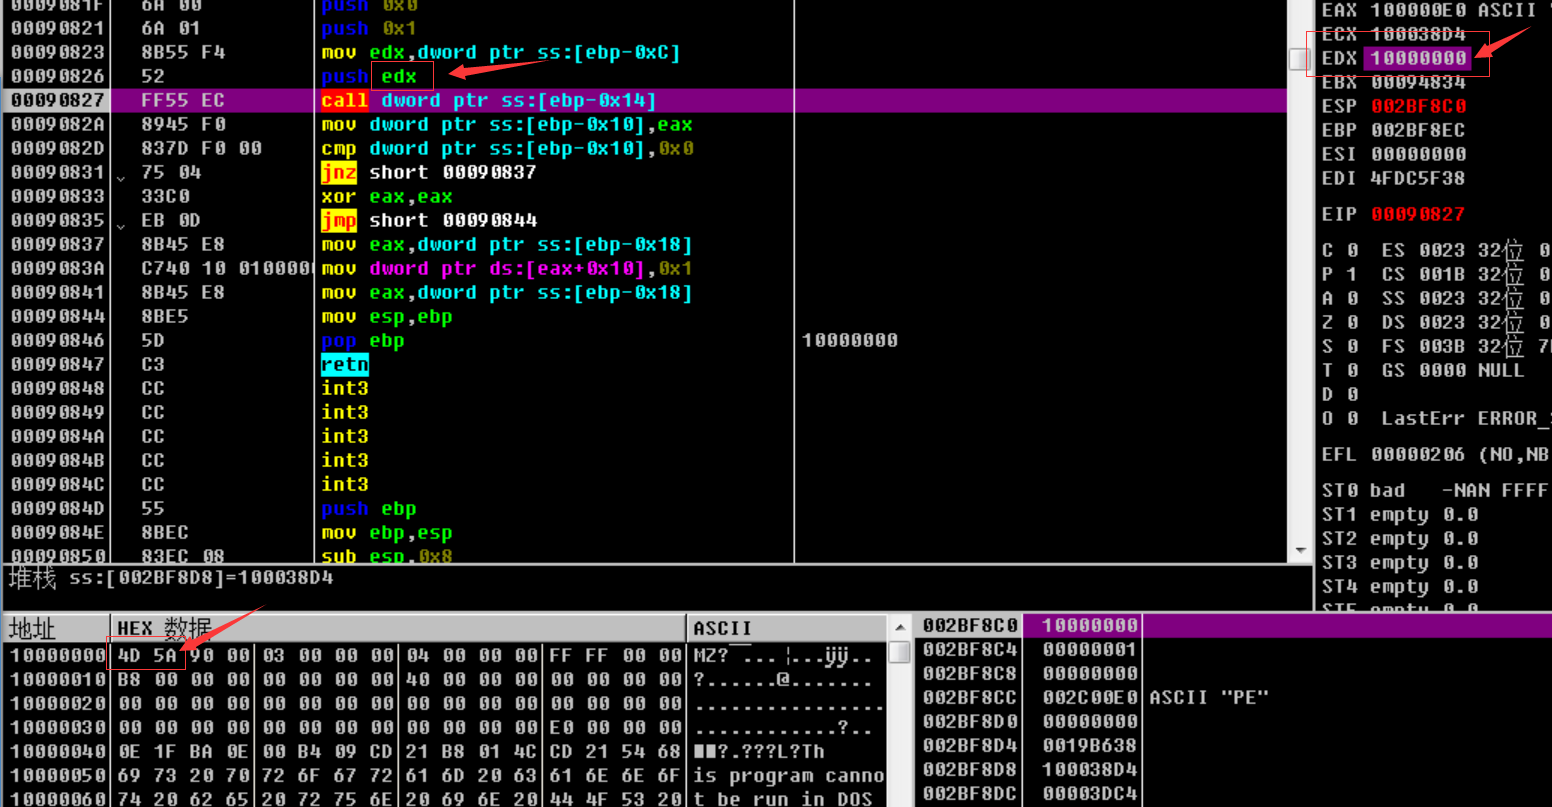 0009081F 6A 00 push 0x0
00090821 6A 01 push 0x1
00090823 8B55 F4 mov edx,dword ptr ss:[ebp-0xC]
00090826 52 push edx
00090827 FF55 EC call dword ptr ss:[ebp-0x14]
0009082A 8945 F0 mov dword ptr ss:[ebp-0x10],eax
0009082D 837D F0 00 cmp dword ptr ss:[ebp-0x10],0x0
00090831 75 04 jnz short 00090837
00090833 33C0 xor eax,eax
00090835 EB 0D jmp short 00090844
00090837 8B45 E8 mov eax,dword ptr ss:[ebp-0x18]
0009083A C740 10 010000 mov dword ptr ds:[eax+0x10],0x1
00090841 8B45 E8 mov eax,dword ptr ss:[ebp-0x18]
00090844 8BE5 mov esp,ebp
00090846 5D pop ebp 10000000
00090847 C3 retn
00090848 CC int3
00090849 CC int3
0009084A CC int3
0009084B CC int3
0009084C CC int3
0009084D 55 push ebp
0009084E 8BEC mov ebp,esp
00090850 83EC 08 sub esp,0x8
堆栈 ss:[002BF8D8]=100038D4
EAX 100000E0 ASCII "
ECX 100038D4
EDX 10000000
EBX 00094834
ESP 002BF8C0
EBP 002BF8EC
ESI 00000000
EDI 4FDC5F38
EIP 00090827
C 0 ES 0023 32位 0
P 1 CS 001B 32位 0
A 0 SS 0023 32位 0
Z 0 DS 0023 32位 0
S 0 FS 003B 32位 7
T 0 GS 0000 NULL
D 0
O 0 LastErr ERROR_
EFL 00000206 (NO,NB
ST0 bad -NAN FFFF
ST1 empty 0.0
ST2 empty 0.0
ST3 empty 0.0
ST4 empty 0.0
ST5 empty 0.0
地址 HEX 数据 ASCII
10000000 4D 5A 90 00 03 00 00 00 04 00 00 00 FF FF 00 00 MZ?...¦...ÿÿ..
10000010 B8 00 00 00 00 00 00 00 40 00 00 00 00 00 00 00 ?.......@.......
10000020 00 00 00 00 00 00 00 00 00 00 00 00 00 00 00 00 ................
10000030 00 00 00 00 00 00 00 00 00 00 00 00 E0 00 00 00 ............?..
10000040 0E 1F BA 0E 00 B4 09 CD 21 B8 01 4C CD 21 54 68 ?.???L?Th
10000050 69 73 20 70 72 6F 67 72 61 6D 20 63 61 6E 6E 6F is program canno
10000060 74 20 62 65 20 72 75 6E 20 69 6E 20 44 4F 53 20 t be run in DOS
002BF8C0 10000000
002BF8C4 00000001
002BF8C8 00000000
002BF8CC 002C00E0 ASCII "PE"
002BF8D0 00000000
002BF8D4 0019B638
002BF8D8 100038D4
002BF8DC 00003DC4